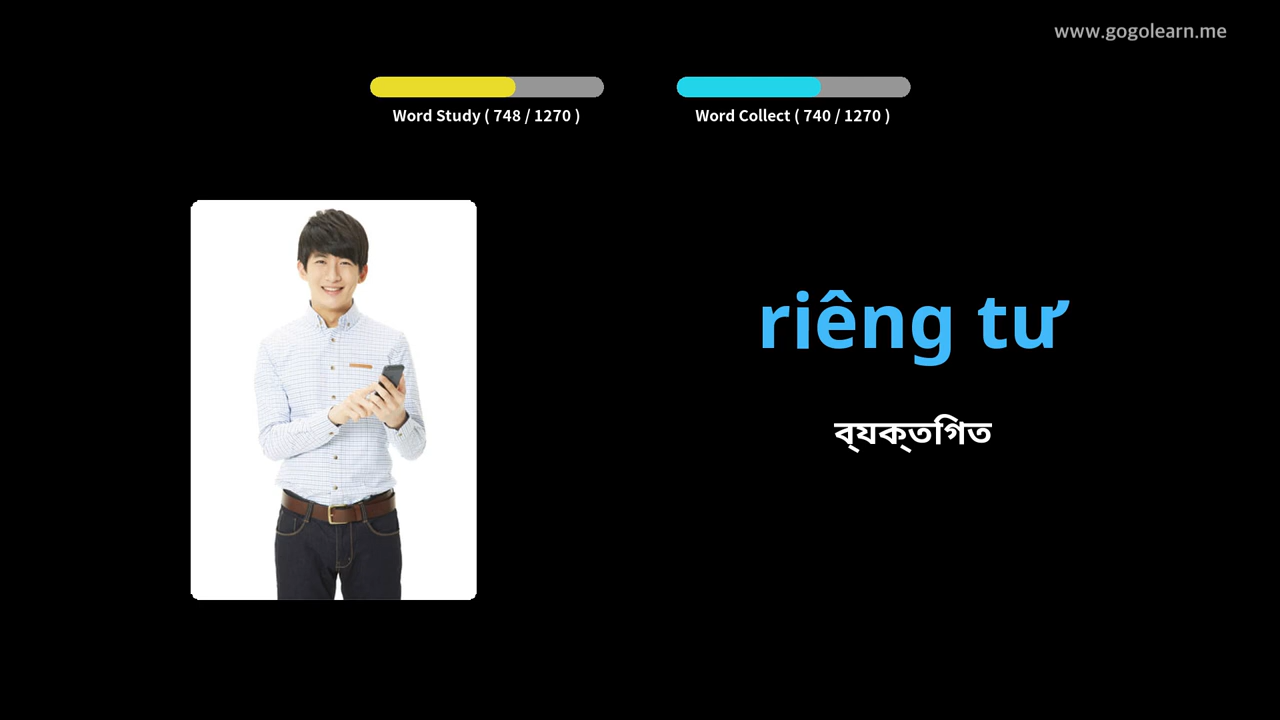 www.gogolearn.me
Word Study ( 748 / 1270 )
Word Collect ( 740 / 1270 )
riêng tư
ব্যক্তিগত